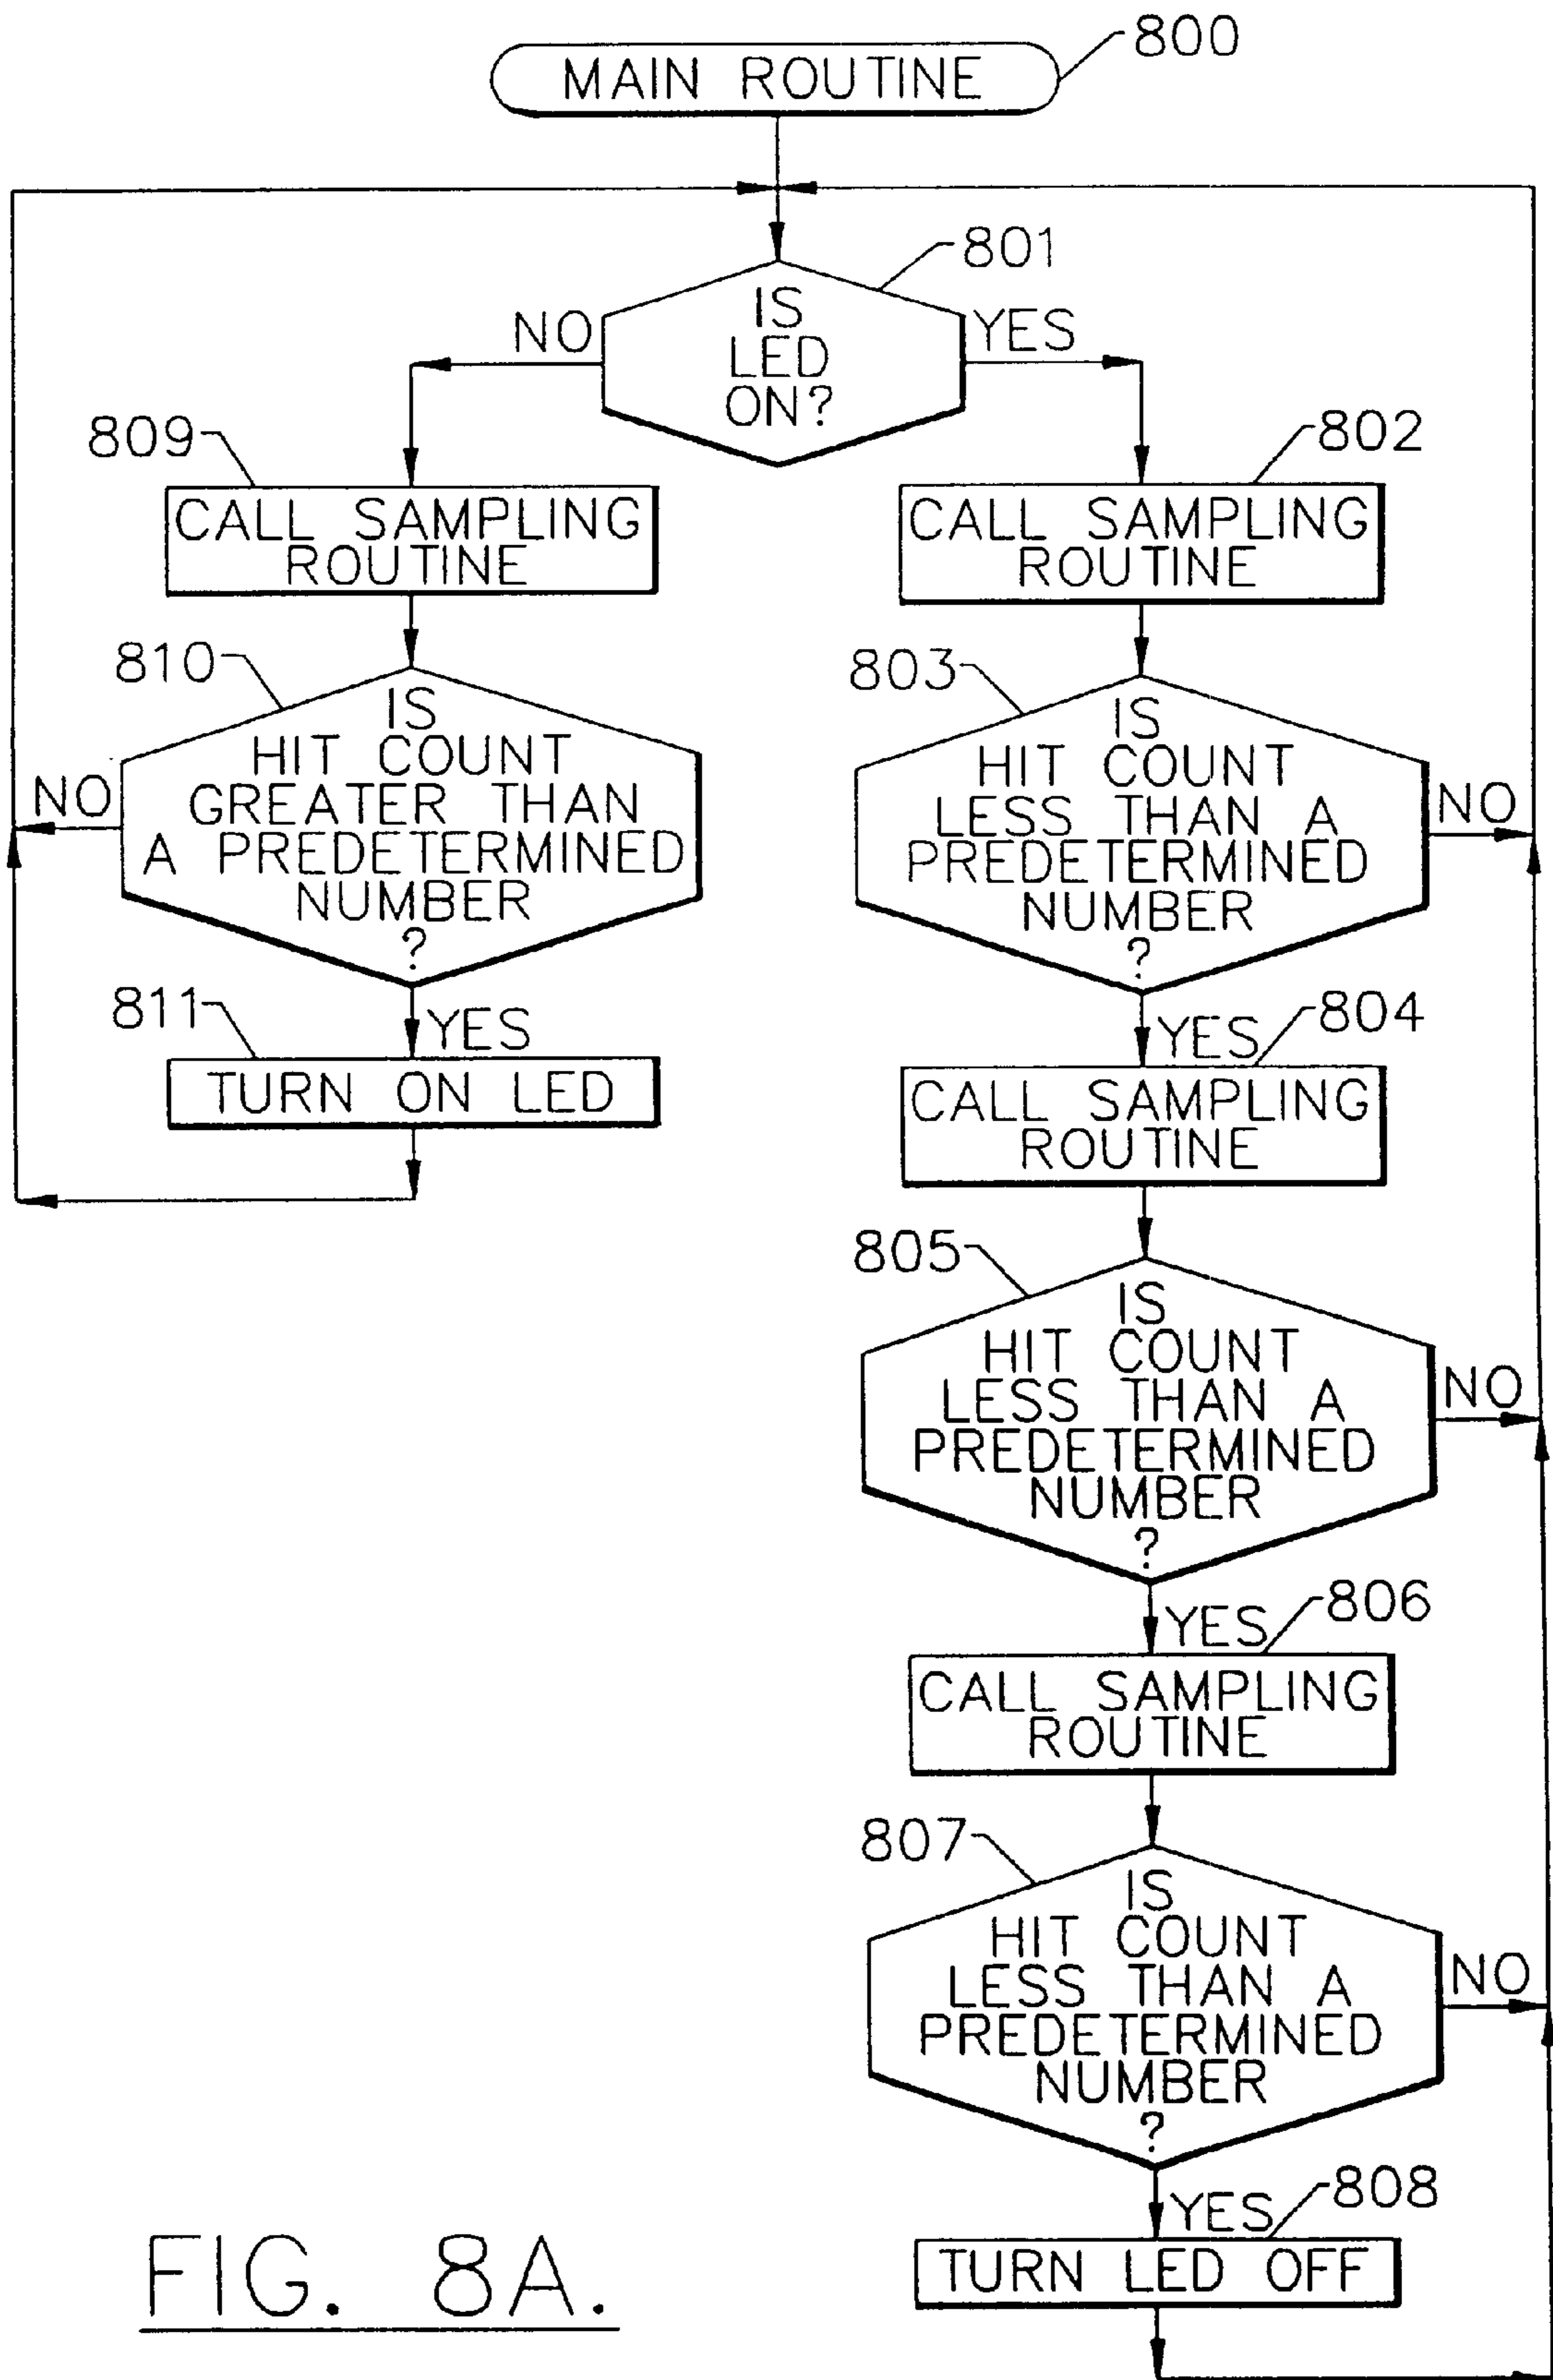 800
MAIN ROUTINE
801
IS
LED
ON?
NO
YES
809
CALL SAMPLING
ROUTINE
802
CALL SAMPLING
ROUTINE
810
IS
HIT COUNT
GREATER THAN
A PREDETERMINED
NUMBER
?
NO
803
IS
HIT COUNT
LESS THAN A
PREDETERMINED
NUMBER
?
NO
811
YES
TURN ON LED
YES
804
CALL SAMPLING
ROUTINE
805
IS
HIT COUNT
LESS THAN A
PREDETERMINED
NUMBER
?
NO
YES
806
CALL SAMPLING
ROUTINE
807
IS
HIT COUNT
LESS THAN A
PREDETERMINED
NUMBER
?
NO
YES
808
TURN LED OFF
FIG. 8A.